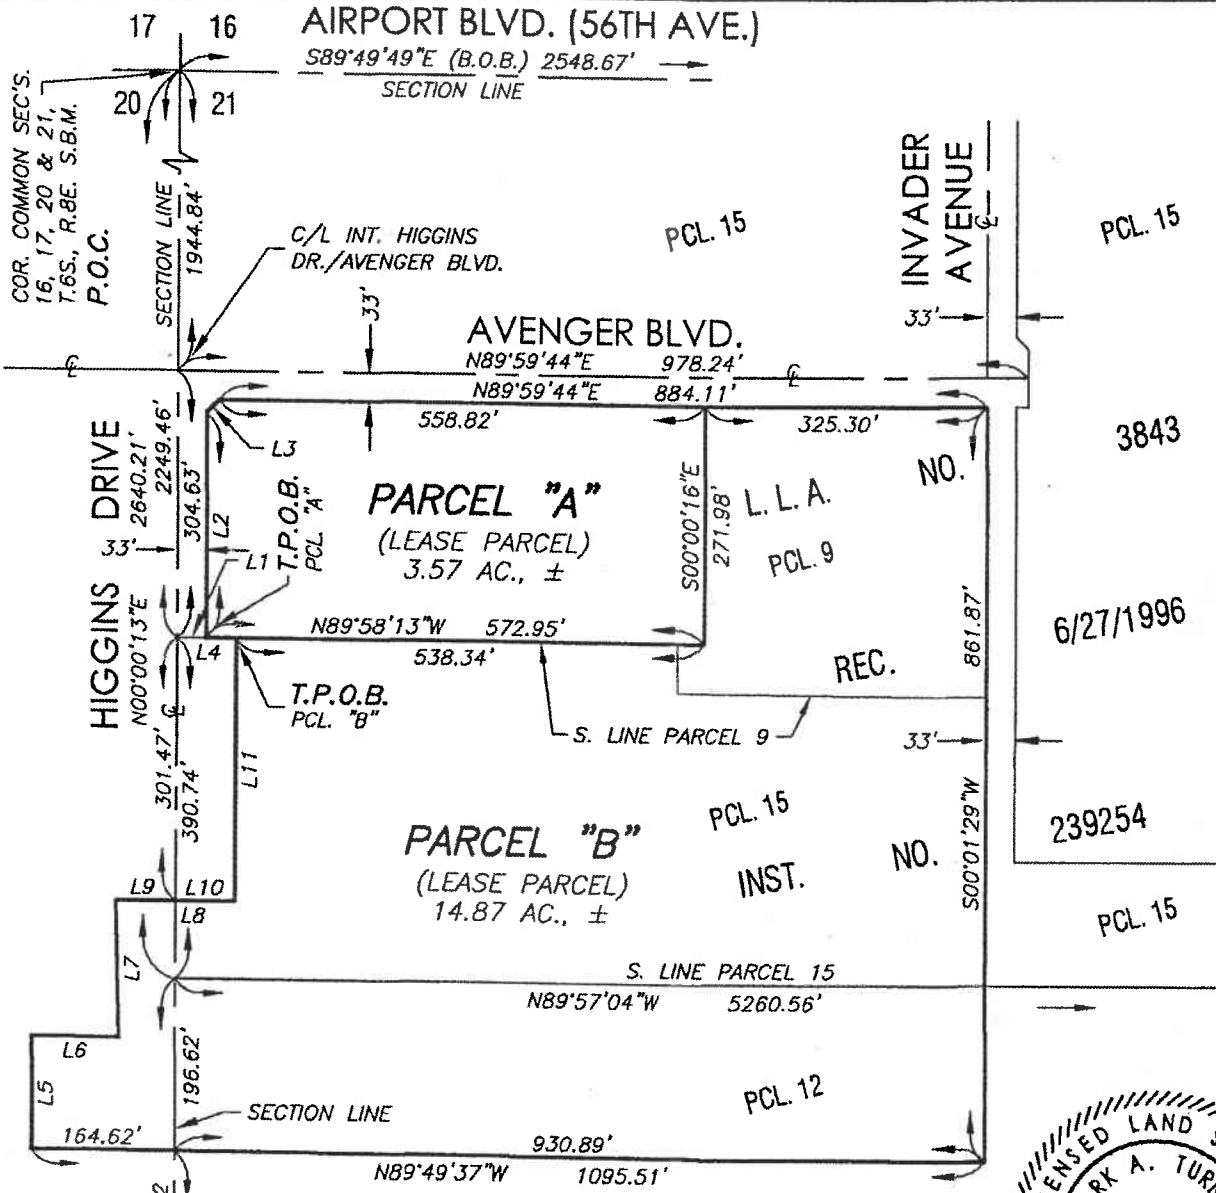 17 16
AIRPORT BLVD. (56TH AVE.)
S89°49'49"E (B.O.B.) 2548.67'
SECTION LINE
20 21
COR. COMMON SEC'S.
16, 17, 20 & 21,
T.6S., R.8E. S.B.M.
P.O.C.
SECTION LINE
1944.84'
C/L INT. HIGGINS
DR./AVENGER BLVD.
33'
PCL. 15
INVADER
AVENUE
℄
PCL. 15
33'
AVENGER BLVD.
N89°59'44"E 978.24'
℄
℄
N89°59'44"E 884.11'
558.82'
325.30'
L3
HIGGINS DRIVE
N00°00'13"E 2640.21'
2249.46'
304.63'
L2
33'
L1
T.P.O.B.
PCL. "A"
PARCEL "A"
(LEASE PARCEL)
3.57 AC., ±
S00°00'16"E
271.98'
L. L. A.
NO.
3843
PCL. 9
861.87'
6/27/1996
N89°58'13"W 572.95'
L4
538.34'
REC.
T.P.O.B.
PCL. "B"
℄
S. LINE PARCEL 9
33'
301.47'
390.74'
L11
PCL. 15
S00°01'29"W
239254
PARCEL "B"
(LEASE PARCEL)
14.87 AC., ±
INST.
NO.
L9 L10
L8
PCL. 15
L7
S. LINE PARCEL 15
N89°57'04"W 5260.56'
L6
L5
196.62'
PCL. 12
SECTION LINE
164.62'
930.89'
N89°49'37"W 1095.51'
2
ENSED LAND S
RK A. TUR